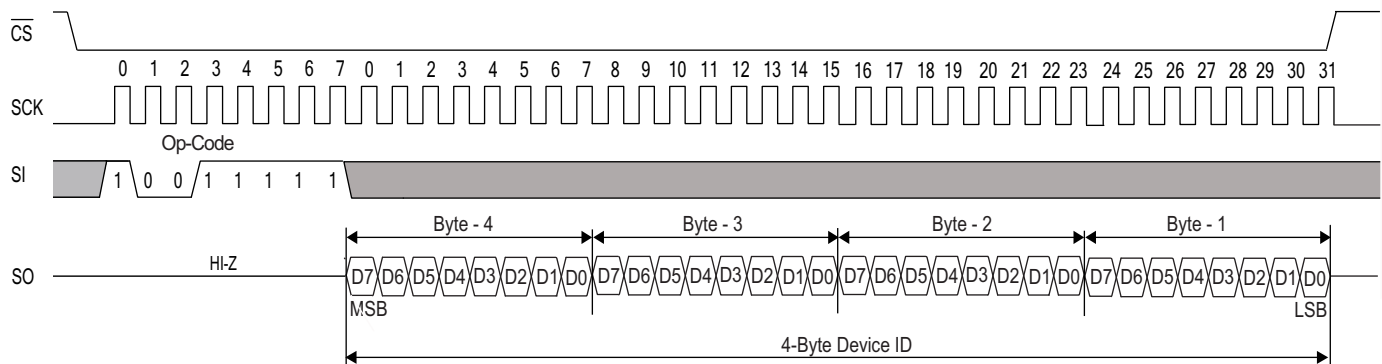 CS
0 1 2 3 4 5 6 7 0 1 2 3 4 5 6 7 8 9 10 11 12 13 14 15 16 17 18 19 20 21 22 23 24 25 26 27 28 29 30 31
SCK
Op-Code
SI
1 0 0 1 1 1 1 1
Byte - 4 Byte - 3 Byte - 2 Byte - 1
HI-Z
SO
D7 D6 D5 D4 D3 D2 D1 D0 D7 D6 D5 D4 D3 D2 D1 D0 D7 D6 D5 D4 D3 D2 D1 D0 D7 D6 D5 D4 D3 D2 D1 D0
MSB LSB
4-Byte Device ID